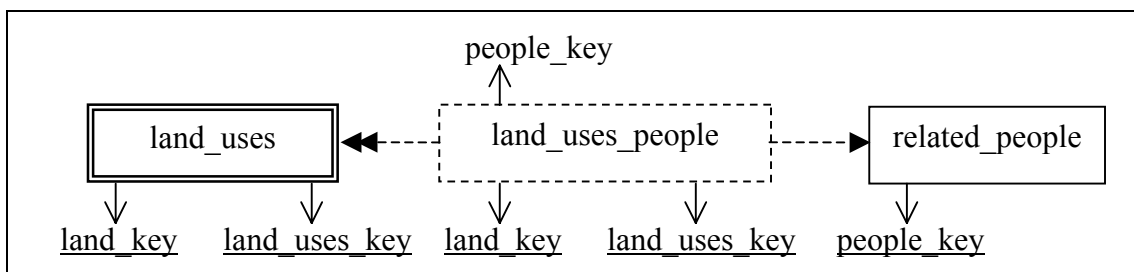 people_key
land_uses
land_uses_people
related_people
land_key
land_uses_key
land_key
land_uses_key
people_key